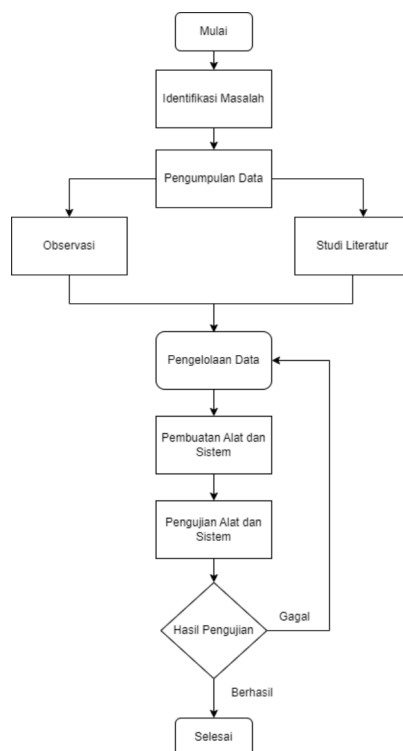 Mulai
Identifikasi Masalah
Pengumpulan Data
Observasi
Studi Literatur
Pengelolaan Data
Pembuatan Alat dan
Sistem
Pengujian Alat dan
Sistem
Hasil Pengujian
Gagal
Berhasil
Selesai